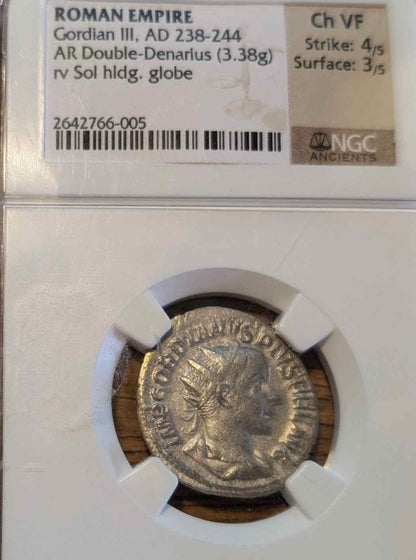 ROMAN EMPIRE
Gordian III, AD 238-244
AR Double-Denarius (3.38g)
rv Sol hldg. globe
2642766-005
Ch VF
Strike: 4/5
Surface: 3/5
NGC
ANCIENTS
IMP GORDIANVS PIVS FEL AVG